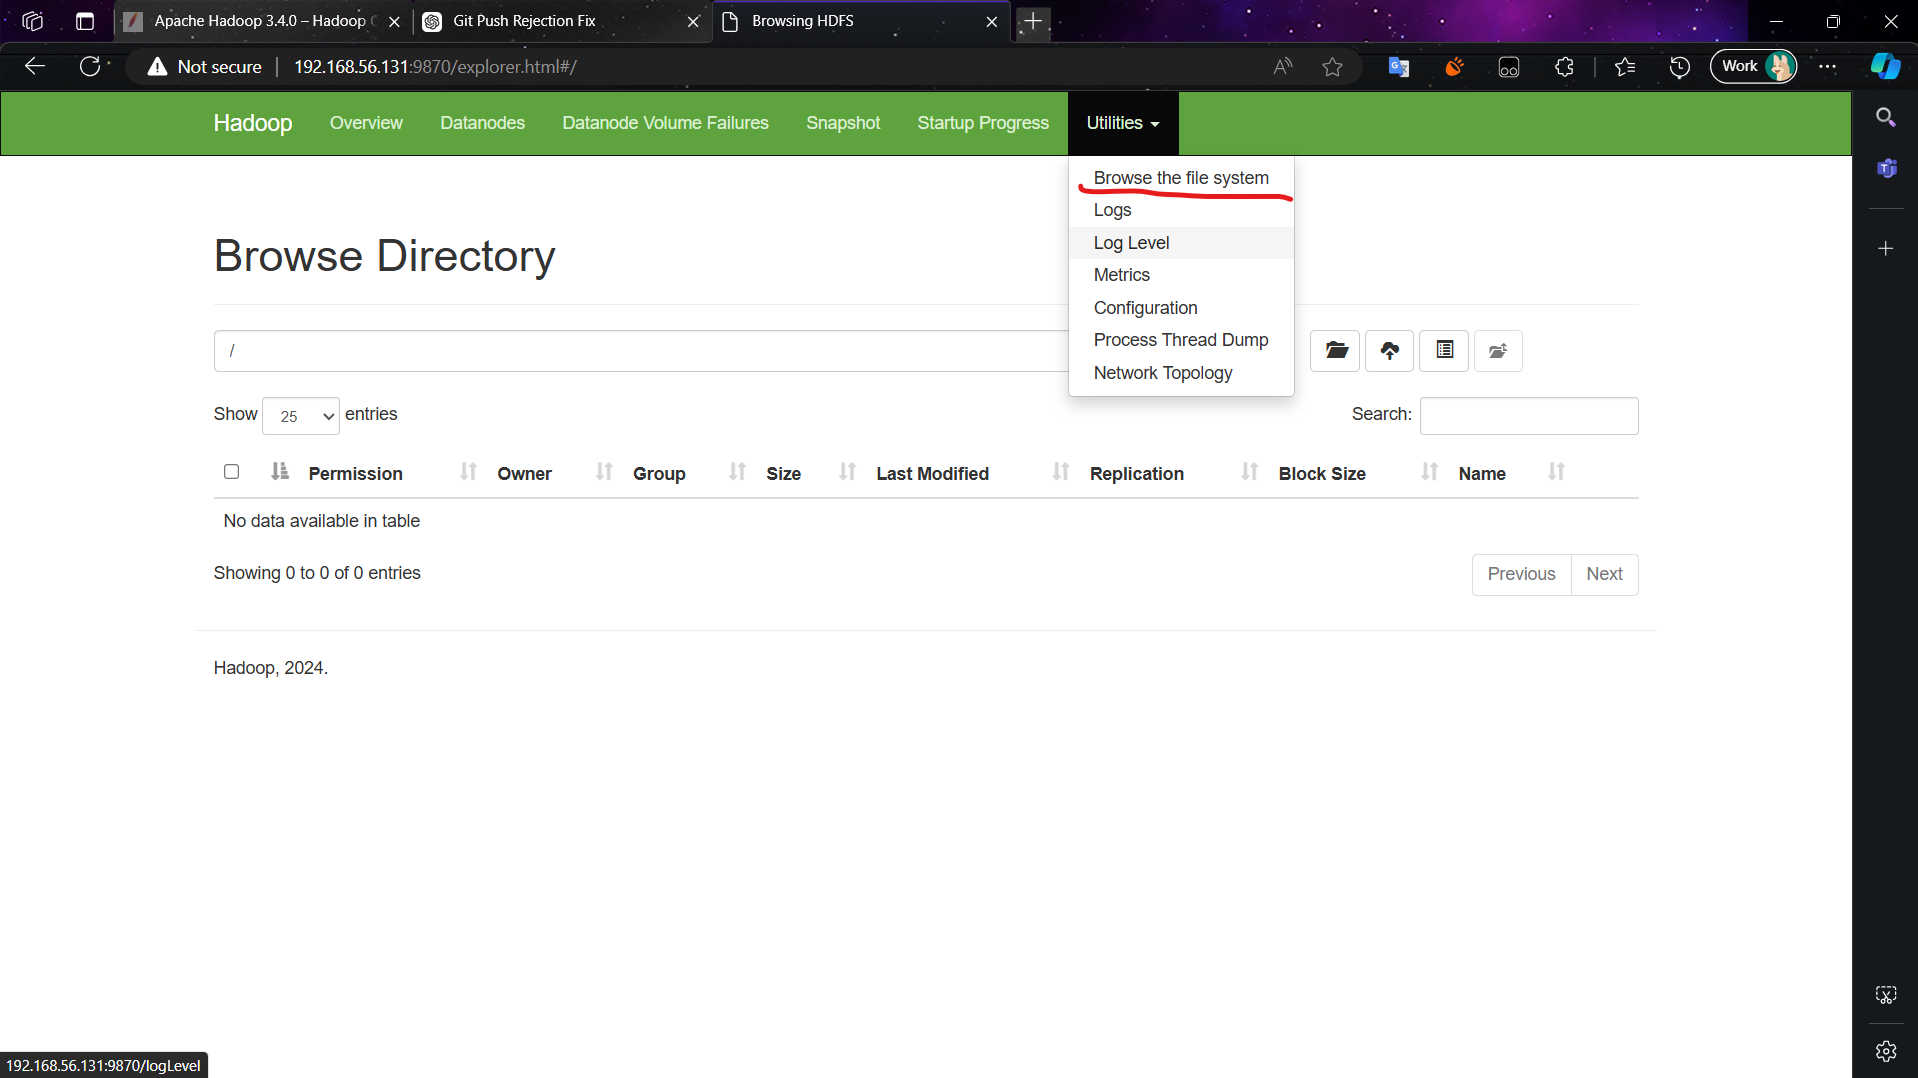 Apache Hadoop 3.4.0 – Hadoop
Git Push Rejection Fix
Browsing HDFS
Not secure
192.168.56.131:9870/explorer.html#/
Work
Hadoop
Overview
Datanodes
Datanode Volume Failures
Snapshot
Startup Progress
Utilities
Browse the file system
Logs
Log Level
Metrics
Configuration
Process Thread Dump
Network Topology
Browse Directory
/
Show 25 entries
Search:
Permission Owner Group Size Last Modified Replication Block Size Name
No data available in table
Showing 0 to 0 of 0 entries
Previous Next
Hadoop, 2024.
192.168.56.131:9870/logLevel